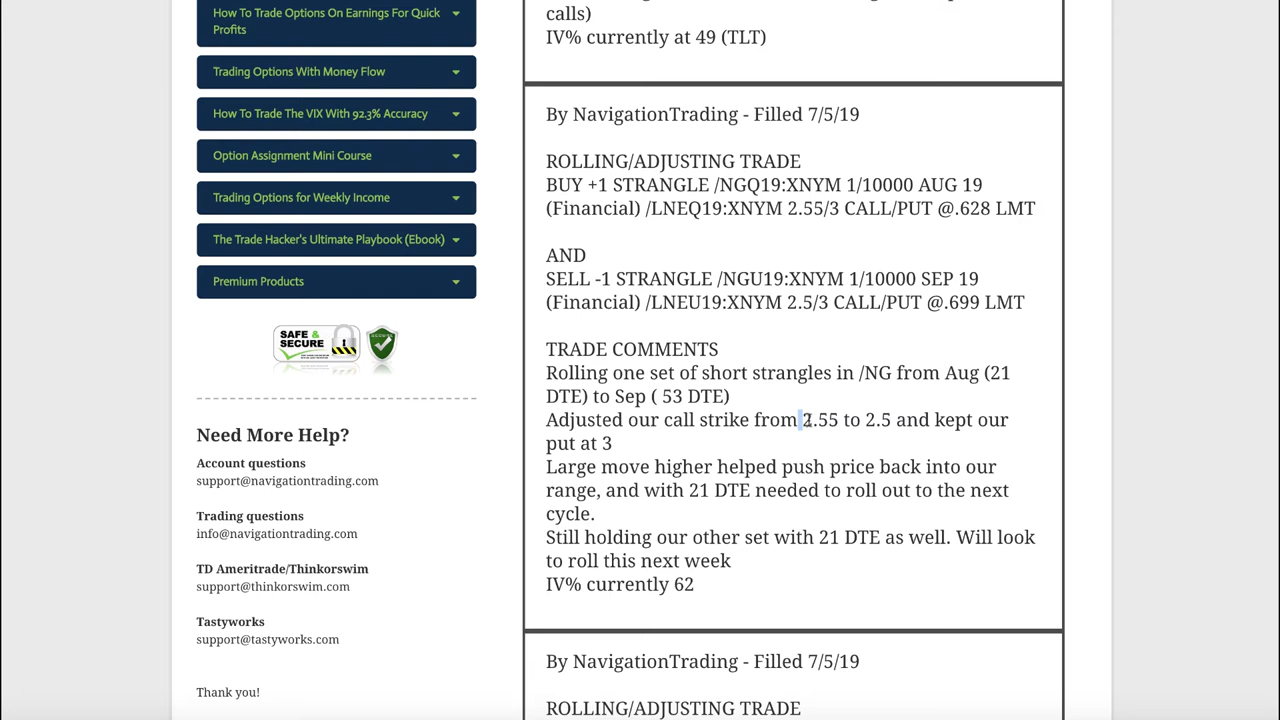 How To Trade Options On Earnings For Quick
Profits
Trading Options With Money Flow
How To Trade The VIX With 92.3% Accuracy
Option Assignment Mini Course
Trading Options for Weekly Income
The Trade Hacker's Ultimate Playbook (Ebook)
Premium Products
SAFE &
SECURE
Need More Help?
Account questions
support@navigationtrading.com
Trading questions
info@navigationtrading.com
TD Ameritrade/Thinkorswim
support@thinkorswim.com
Tastyworks
support@tastyworks.com
Thank you!
calls)
IV% currently at 49 (TLT)
By NavigationTrading - Filled 7/5/19
ROLLING/ADJUSTING TRADE
BUY +1 STRANGLE /NGQ19:XNYM 1/10000 AUG 19
(Financial) /LNEQ19:XNYM 2.55/3 CALL/PUT @.628 LMT
AND
SELL -1 STRANGLE /NGU19:XNYM 1/10000 SEP 19
(Financial) /LNEU19:XNYM 2.5/3 CALL/PUT @.699 LMT
TRADE COMMENTS
Rolling one set of short strangles in /NG from Aug (21
DTE) to Sep ( 53 DTE)
Adjusted our call strike from 2.55 to 2.5 and kept our
put at 3
Large move higher helped push price back into our
range, and with 21 DTE needed to roll out to the next
cycle.
Still holding our other set with 21 DTE as well. Will look
to roll this next week
IV% currently 62
By NavigationTrading - Filled 7/5/19
ROLLING/ADJUSTING TRADE